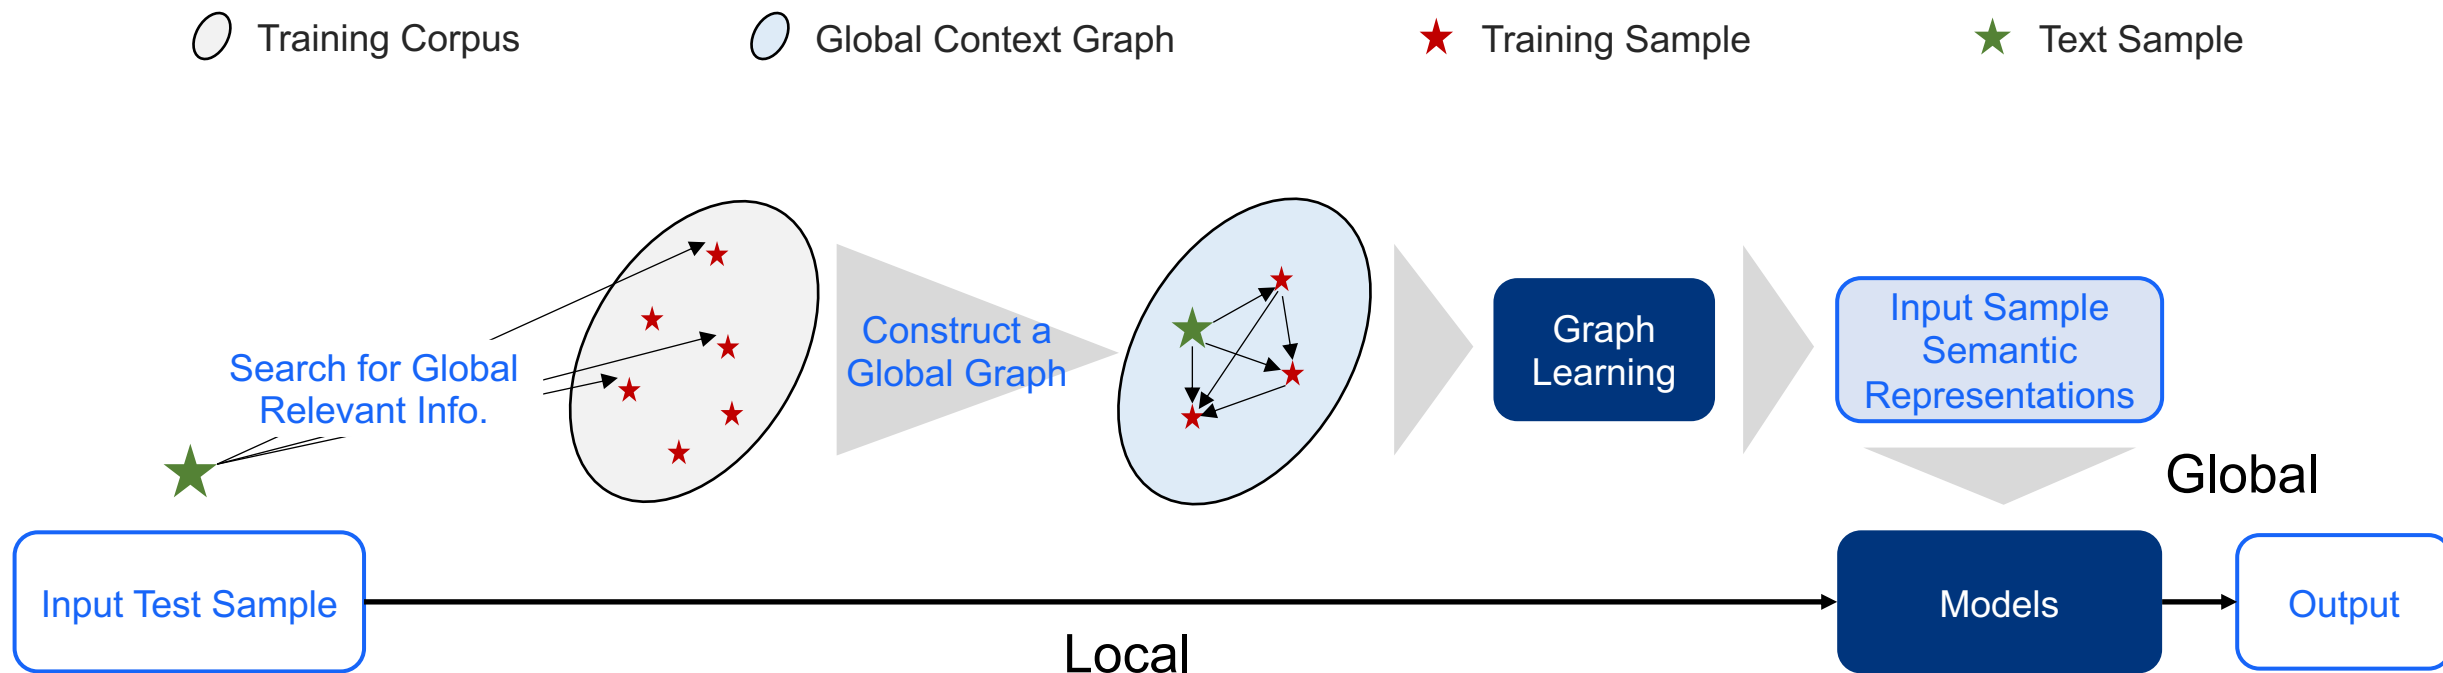 Training Corpus
Global Context Graph
Training Sample
Text Sample
Search for Global
Relevant Info.
Construct a
Global Graph
Graph
Learning
Input Sample
Semantic
Representations
Global
Input Test Sample
Local
Models
Output